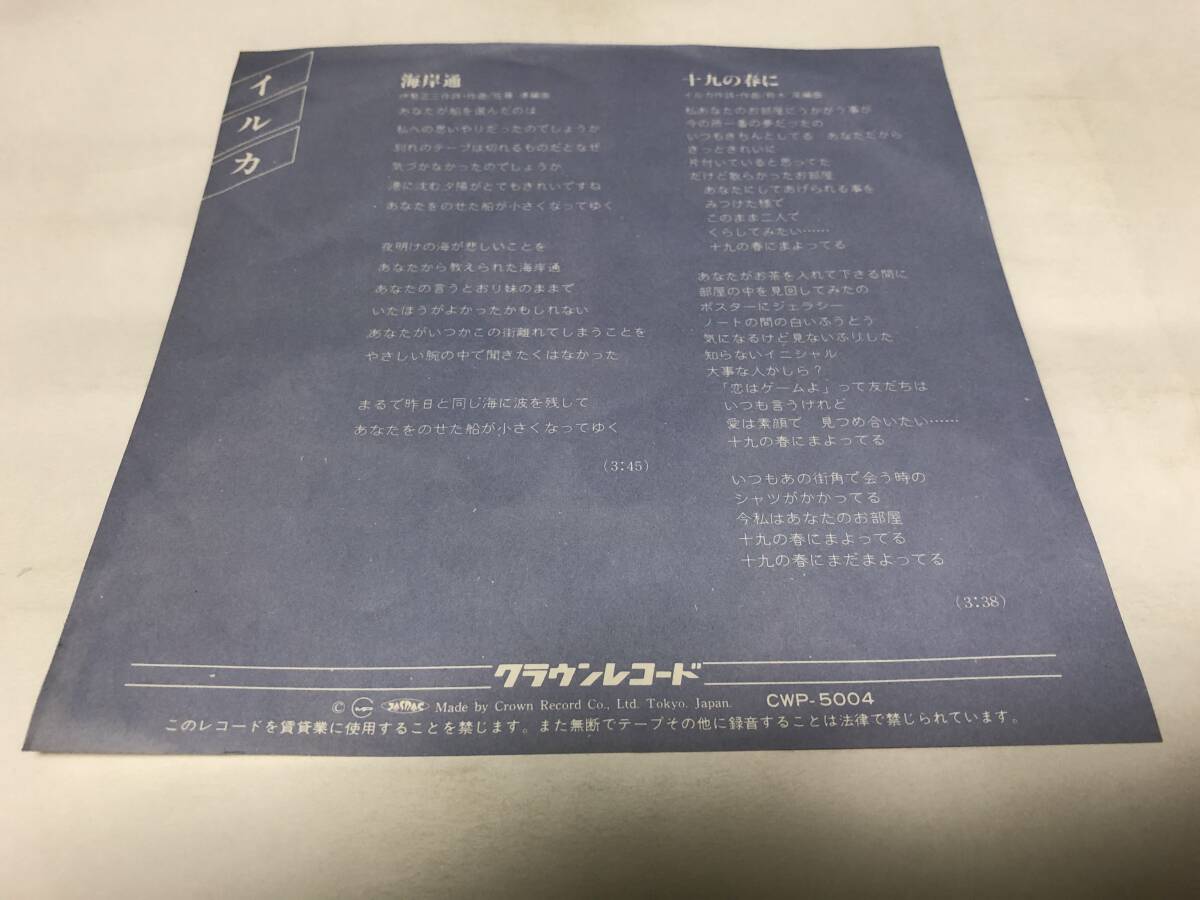 イルカ
海岸通
伊勢正三作詞・作曲/佐藤 準編曲
あなたが船を選んだのは
私への思いやりだったのでしょうか
別れのテープは切れるものだとなぜ
気づかなかったのでしょうか
港に沈む夕陽がとてもきれいですね
あなたをのせた船が小さくなってゆく
夜明けの海が悲しいことを
あなたから教えられた海岸通
あなたの言うとおり妹のままで
いたほうがよかったかもしれない
あなたがいつかこの街離れてしまうことを
やさしい腕の中で聞きたくはなかった
まるで昨日と同じ海に波を残して
あなたをのせた船が小さくなってゆく
(3:45)
十九の春に
イルカ作詞・作曲/鈴木 茂編曲
私あなたのお部屋にうかがう事が
今の所一番の夢だったの
いつもきちんとしてる あなただから
きっときれいに
片付いていると思ってた
だけど散らかったお部屋
あなたにしてあげられる事を
みつけた様で
このまま二人で
くらしてみたい……
十九の春にまよってる
あなたがお茶を入れて下さる間に
部屋の中を見回してみたの
ポスターにジェラシー
ノートの間の白いふうとう
気になるけど見ないふりした
知らないイニシャル
大事な人かしら?
「恋はゲームよ」って友だちは
いつも言うけれど
愛は素顔で 見つめ合いたい……
十九の春にまよってる
いつもあの街角で会う時の
シャツがかかってる
今私はあなたのお部屋
十九の春にまよってる
十九の春にまだまよってる
(3:38)
クラウンレコード
Ⓒ JASRAC Made by Crown Record Co., Ltd. Tokyo. Japan. CWP-5004
このレコードを賃貸業に使用することを禁じます。また無断でテープその他に録音することは法律で禁じられています。